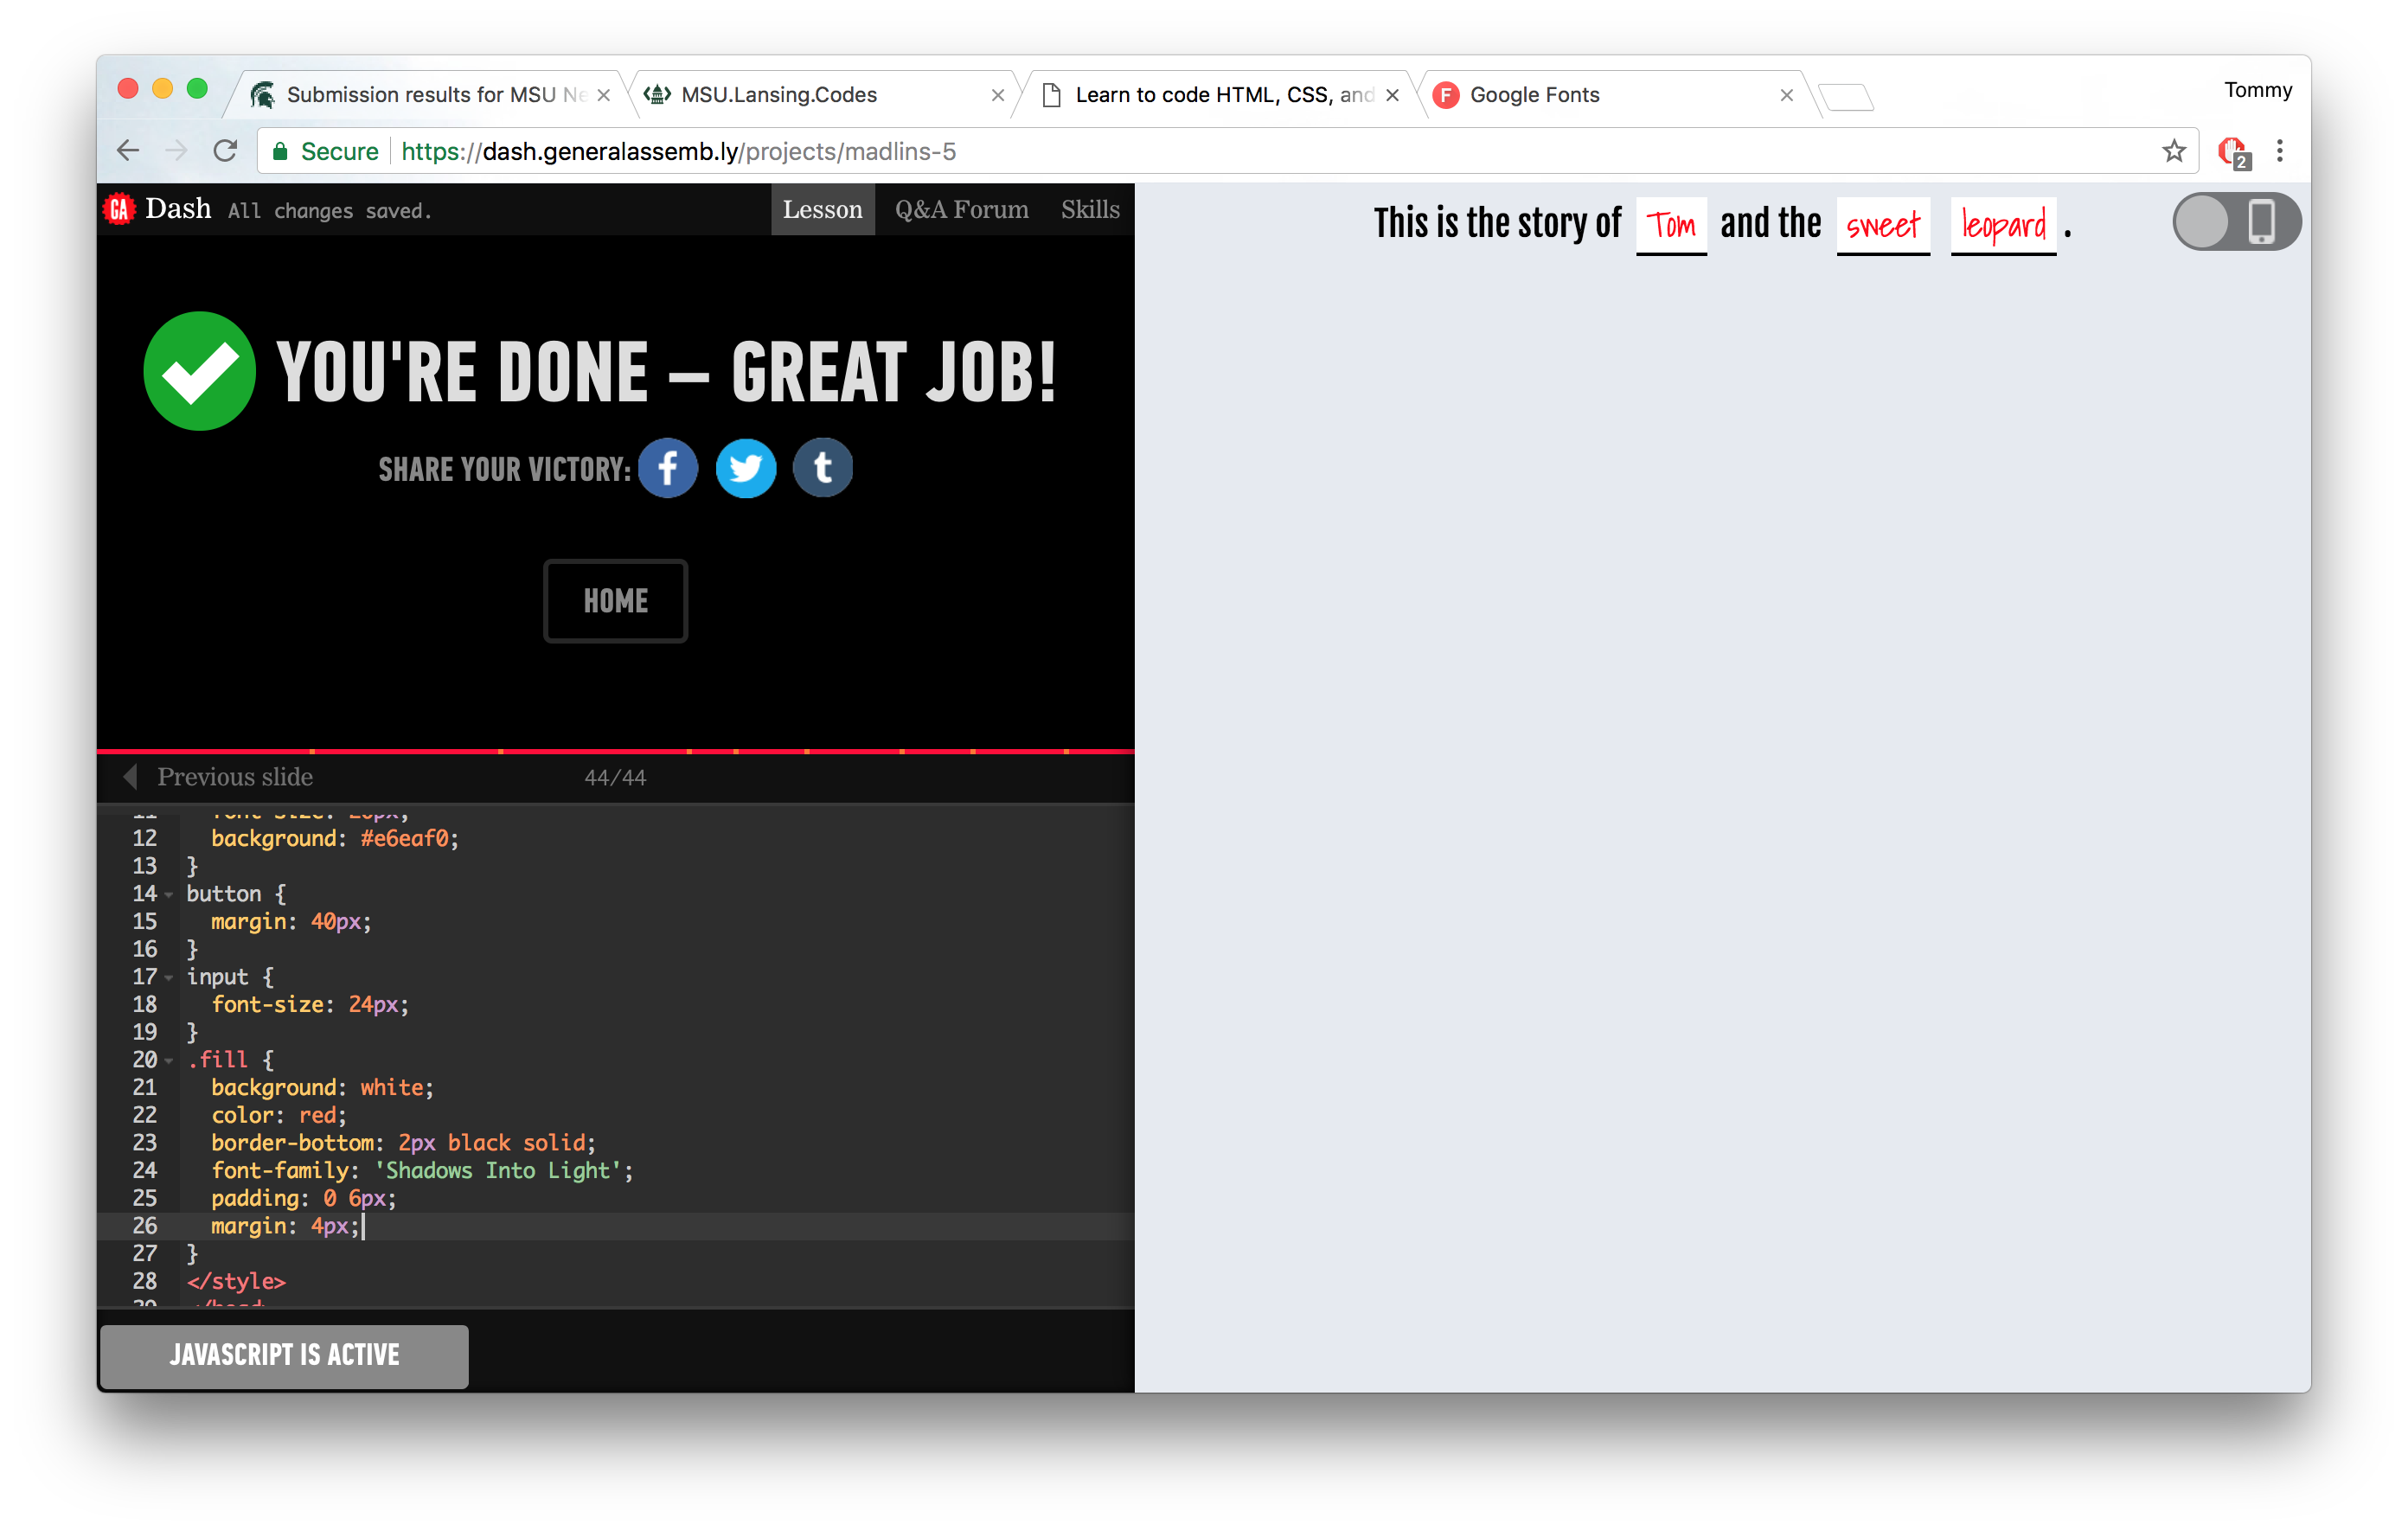 Submission results for MSU Ne
MSU.Lansing.Codes
Learn to code HTML, CSS, and
F Google Fonts
Tommy
Secure https://dash.generalassemb.ly/projects/madlins-5
2
GA Dash All changes saved.
Lesson Q&A Forum Skills
This is the story of Tom and the sweet leopard .
YOU'RE DONE – GREAT JOB!
SHARE YOUR VICTORY: f t
HOME
Previous slide 44/44
12 background: #e6eaf0;
13 }
14 button {
15 margin: 40px;
16 }
17 input {
18 font-size: 24px;
19 }
20 .fill {
21 background: white;
22 color: red;
23 border-bottom: 2px black solid;
24 font-family: 'Shadows Into Light';
25 padding: 0 6px;
26 margin: 4px;
27 }
28 </style>
JAVASCRIPT IS ACTIVE